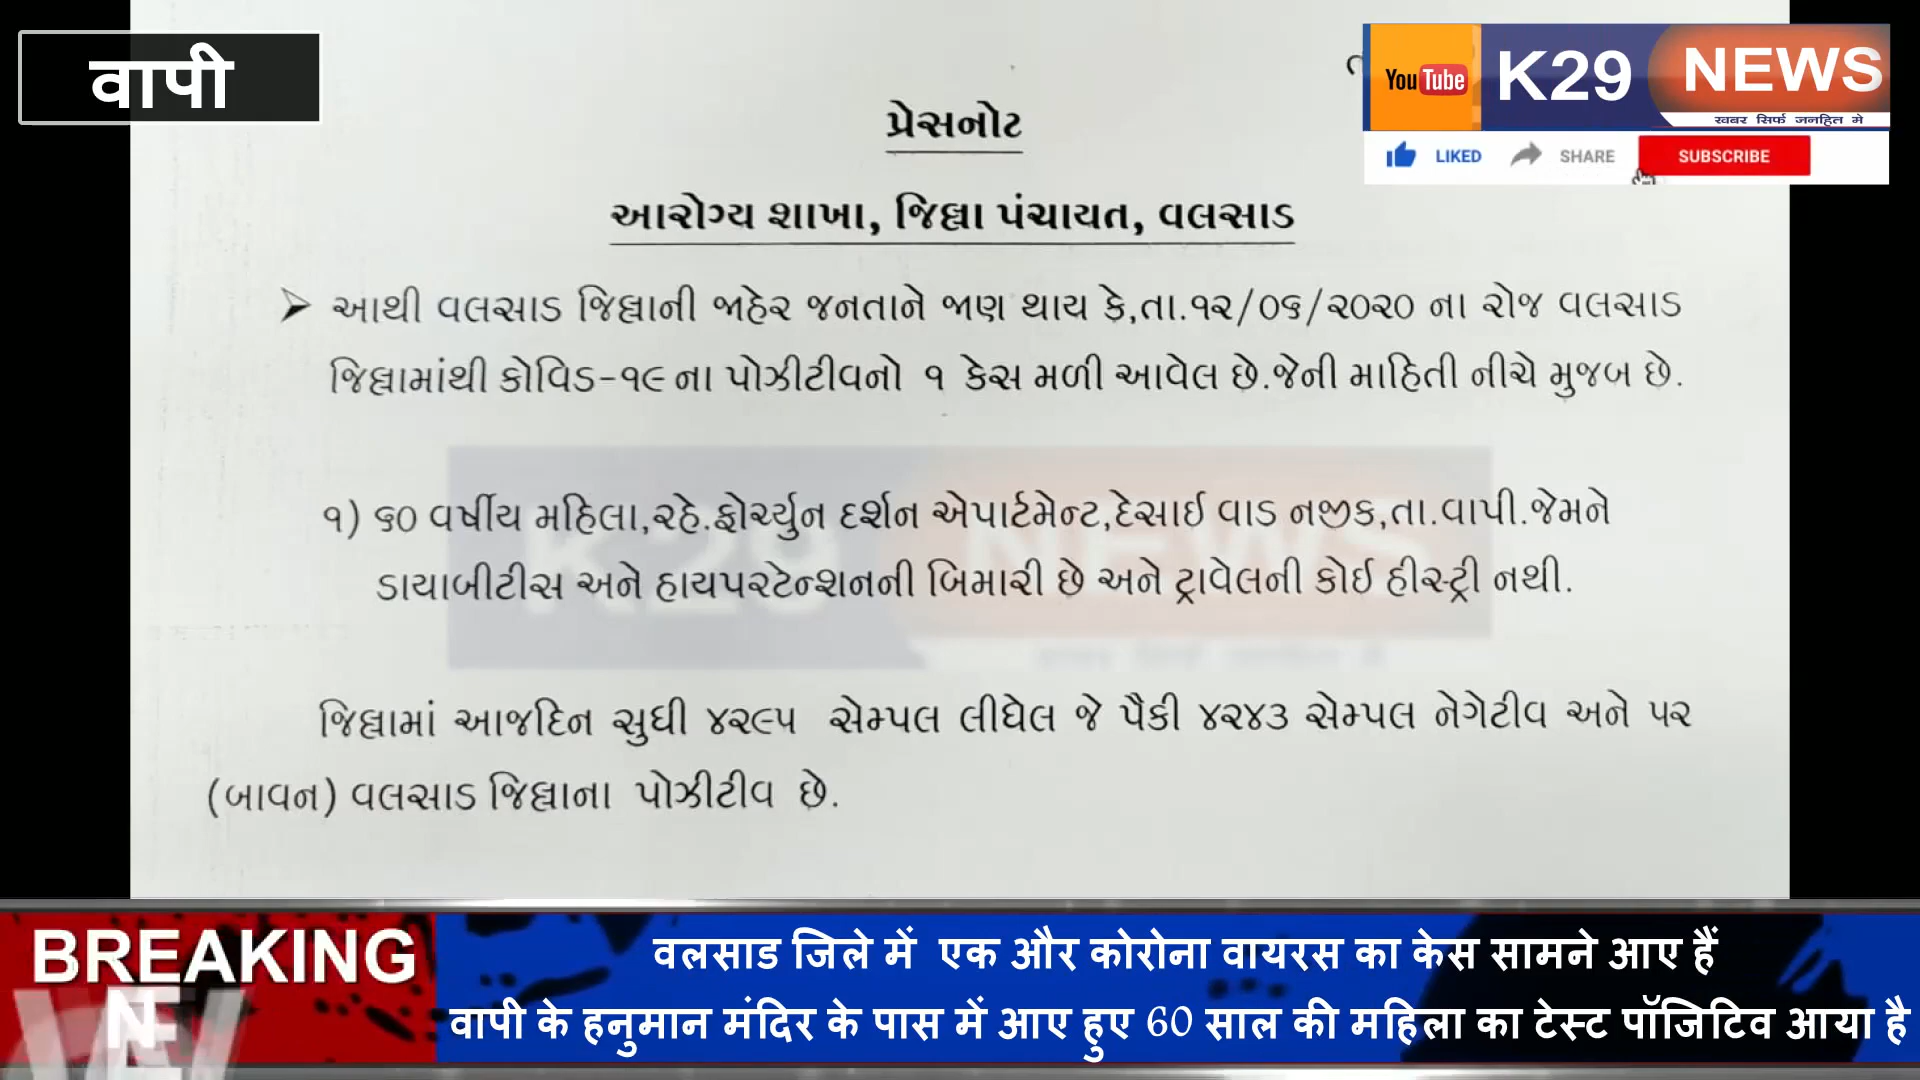 वापी
YouTube K29 NEWS
खबर सिर्फ जनहित मे
LIKED SHARE SUBSCRIBE
પ્રેસનોટ
આરોગ્ય શાખા, જિલ્લા પંચાયત, વલસાડ
➤ આથી વલસાડ જિલ્લાની જાહેર જનતાને જાણ થાય કે,તા.૧૨/૦૬/૨૦૨૦ ના રોજ વલસાડ
જિલ્લામાંથી કોવિડ-૧૯ ના પોઝીટીવનો ૧ કેસ મળી આવેલ છે.જેની માહિતી નીચે મુજબ છે.
૧) ૬૦ વર્ષીય મહિલા,રહે.ફોર્ચ્યુન દર્શન એપાર્ટમેન્ટ,દેસાઈ વાડ નજીક,તા.વાપી.જેમને
ડાયાબીટીસ અને હાયપરટેન્શનની બિમારી છે અને ટ્રાવેલની કોઈ હીસ્ટ્રી નથી.
K29 NEWS
જિલ્લામાં આજદિન સુધી ૪૨૯૫ સેમ્પલ લીધેલ જે પૈકી ૪૨૪૩ સેમ્પલ નેગેટીવ અને ૫૨
(બાવન) વલસાડ જિલ્લાના પોઝીટીવ છે.
BREAKING
वलसाड जिले में एक और कोरोना वायरस का केस सामने आए हैं
वापी के हनुमान मंदिर के पास में आए हुए 60 साल की महिला का टेस्ट पॉजिटिव आया है